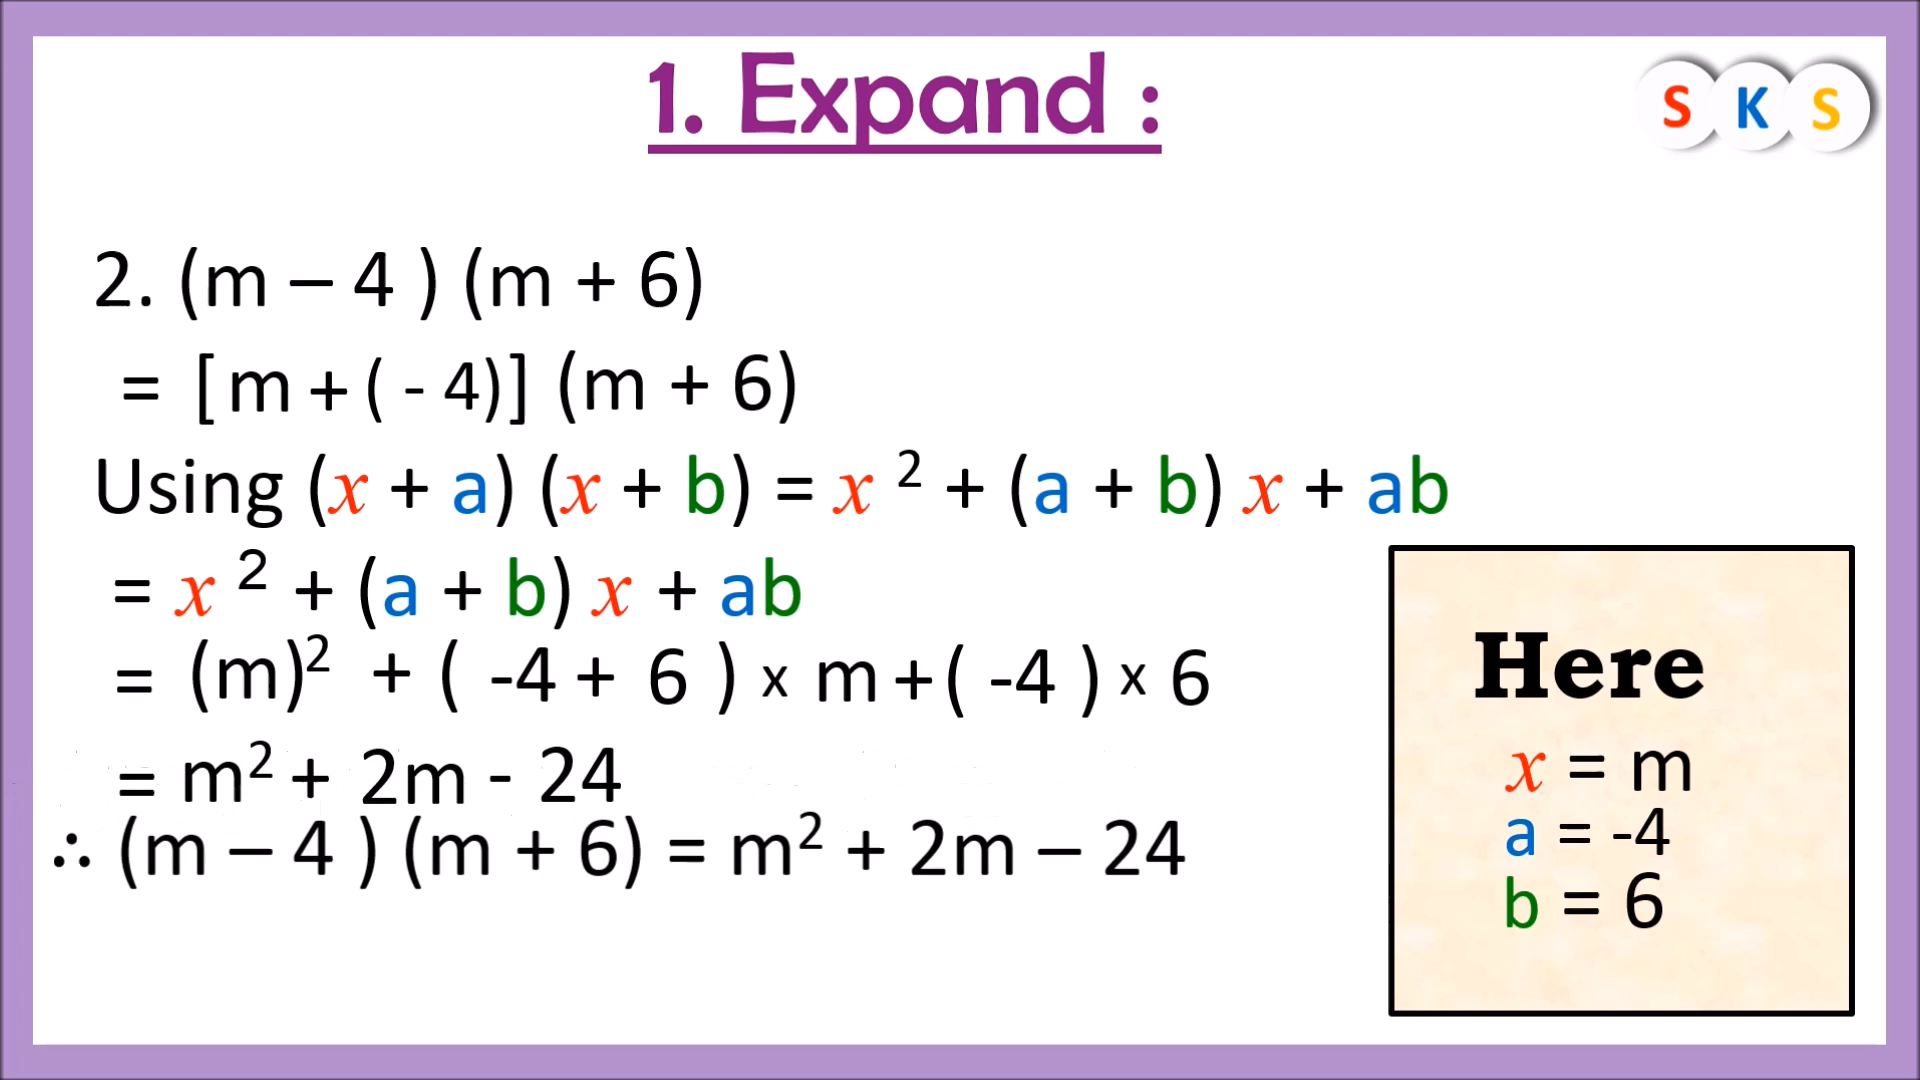 1. Expand :
S K S
2. (m – 4 ) (m + 6)
= [ m + ( - 4)] (m + 6)
Using (x + a) (x + b) = x ² + (a + b) x + ab
= x ² + (a + b) x + ab
= (m)² + ( -4 + 6 ) x m + ( -4 ) x 6
= m² + 2m - 24
∴ (m – 4 ) (m + 6) = m² + 2m – 24
Here
x = m
a = -4
b = 6